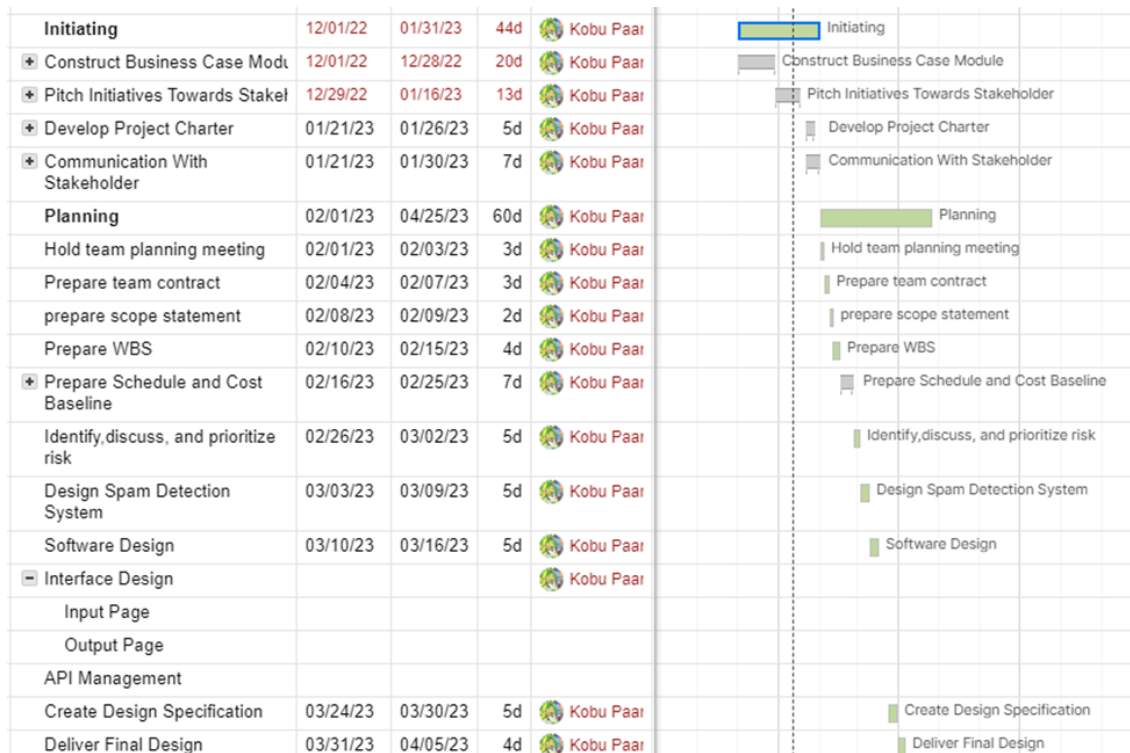 Initiating 12/01/22 01/31/23 44d Kobu Paar Initiating
Construct Business Case Modu 12/01/22 12/28/22 20d Kobu Paar Construct Business Case Module
Pitch Initiatives Towards Stakeh 12/29/22 01/16/23 13d Kobu Paar Pitch Initiatives Towards Stakeholder
Develop Project Charter 01/21/23 01/26/23 5d Kobu Paar Develop Project Charter
Communication With 01/21/23 01/30/23 7d Kobu Paar Communication With Stakeholder
Stakeholder
Planning 02/01/23 04/25/23 60d Kobu Paar Planning
Hold team planning meeting 02/01/23 02/03/23 3d Kobu Paar Hold team planning meeting
Prepare team contract 02/04/23 02/07/23 3d Kobu Paar Prepare team contract
prepare scope statement 02/08/23 02/09/23 2d Kobu Paar prepare scope statement
Prepare WBS 02/10/23 02/15/23 4d Kobu Paar Prepare WBS
Prepare Schedule and Cost 02/16/23 02/25/23 7d Kobu Paar Prepare Schedule and Cost Baseline
Baseline
Identify,discuss, and prioritize 02/26/23 03/02/23 5d Kobu Paar Identify,discuss, and prioritize risk
risk
Design Spam Detection 03/03/23 03/09/23 5d Kobu Paar Design Spam Detection System
System
Software Design 03/10/23 03/16/23 5d Kobu Paar Software Design
Interface Design Kobu Paar
Input Page
Output Page
API Management
Create Design Specification 03/24/23 03/30/23 5d Kobu Paar Create Design Specification
Deliver Final Design 03/31/23 04/05/23 4d Kobu Paar Deliver Final Design